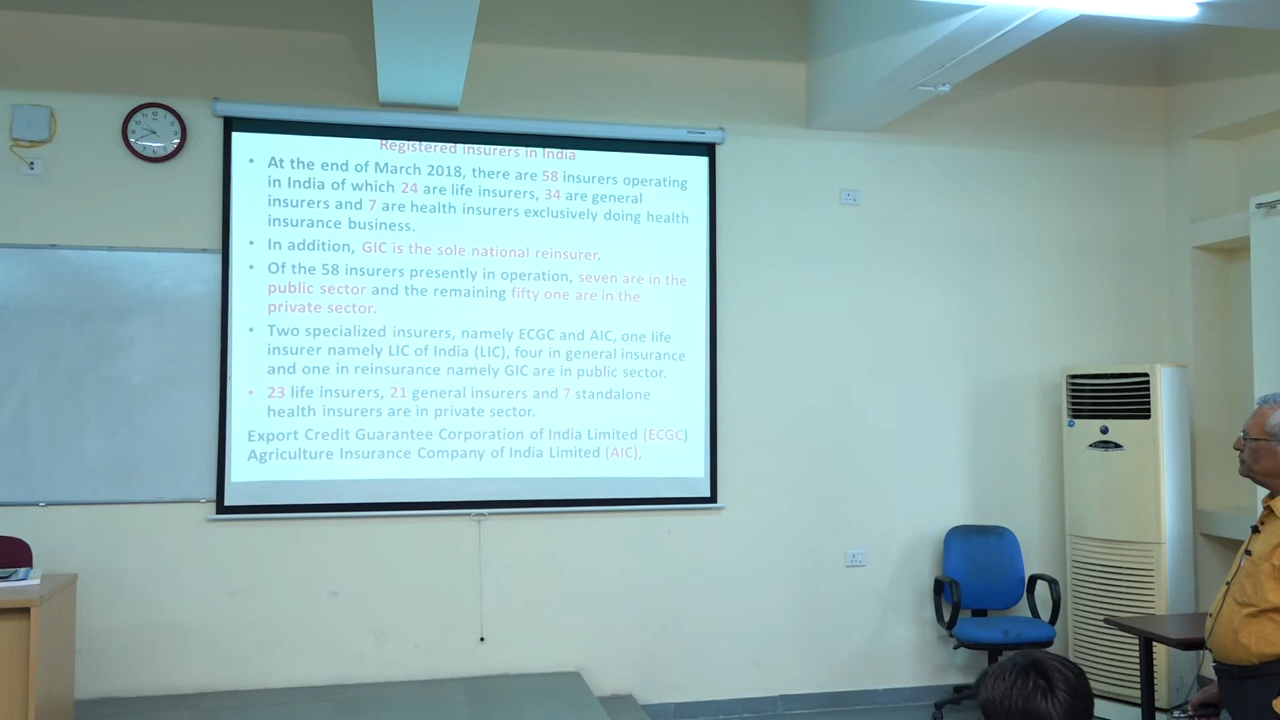 Registered insurers in India
• At the end of March 2018, there are 58 insurers operating
in India of which 24 are life insurers, 34 are general
insurers and 7 are health insurers exclusively doing health
insurance business.
• In addition, GIC is the sole national reinsurer.
• Of the 58 insurers presently in operation, seven are in the
public sector and the remaining fifty one are in the
private sector.
• Two specialized insurers, namely ECGC and AIC, one life
insurer namely LIC of India (LIC), four in general insurance
and one in reinsurance namely GIC are in public sector.
• 23 life insurers, 21 general insurers and 7 standalone
health insurers are in private sector.
Export Credit Guarantee Corporation of India Limited (ECGC)
Agriculture Insurance Company of India Limited (AIC),